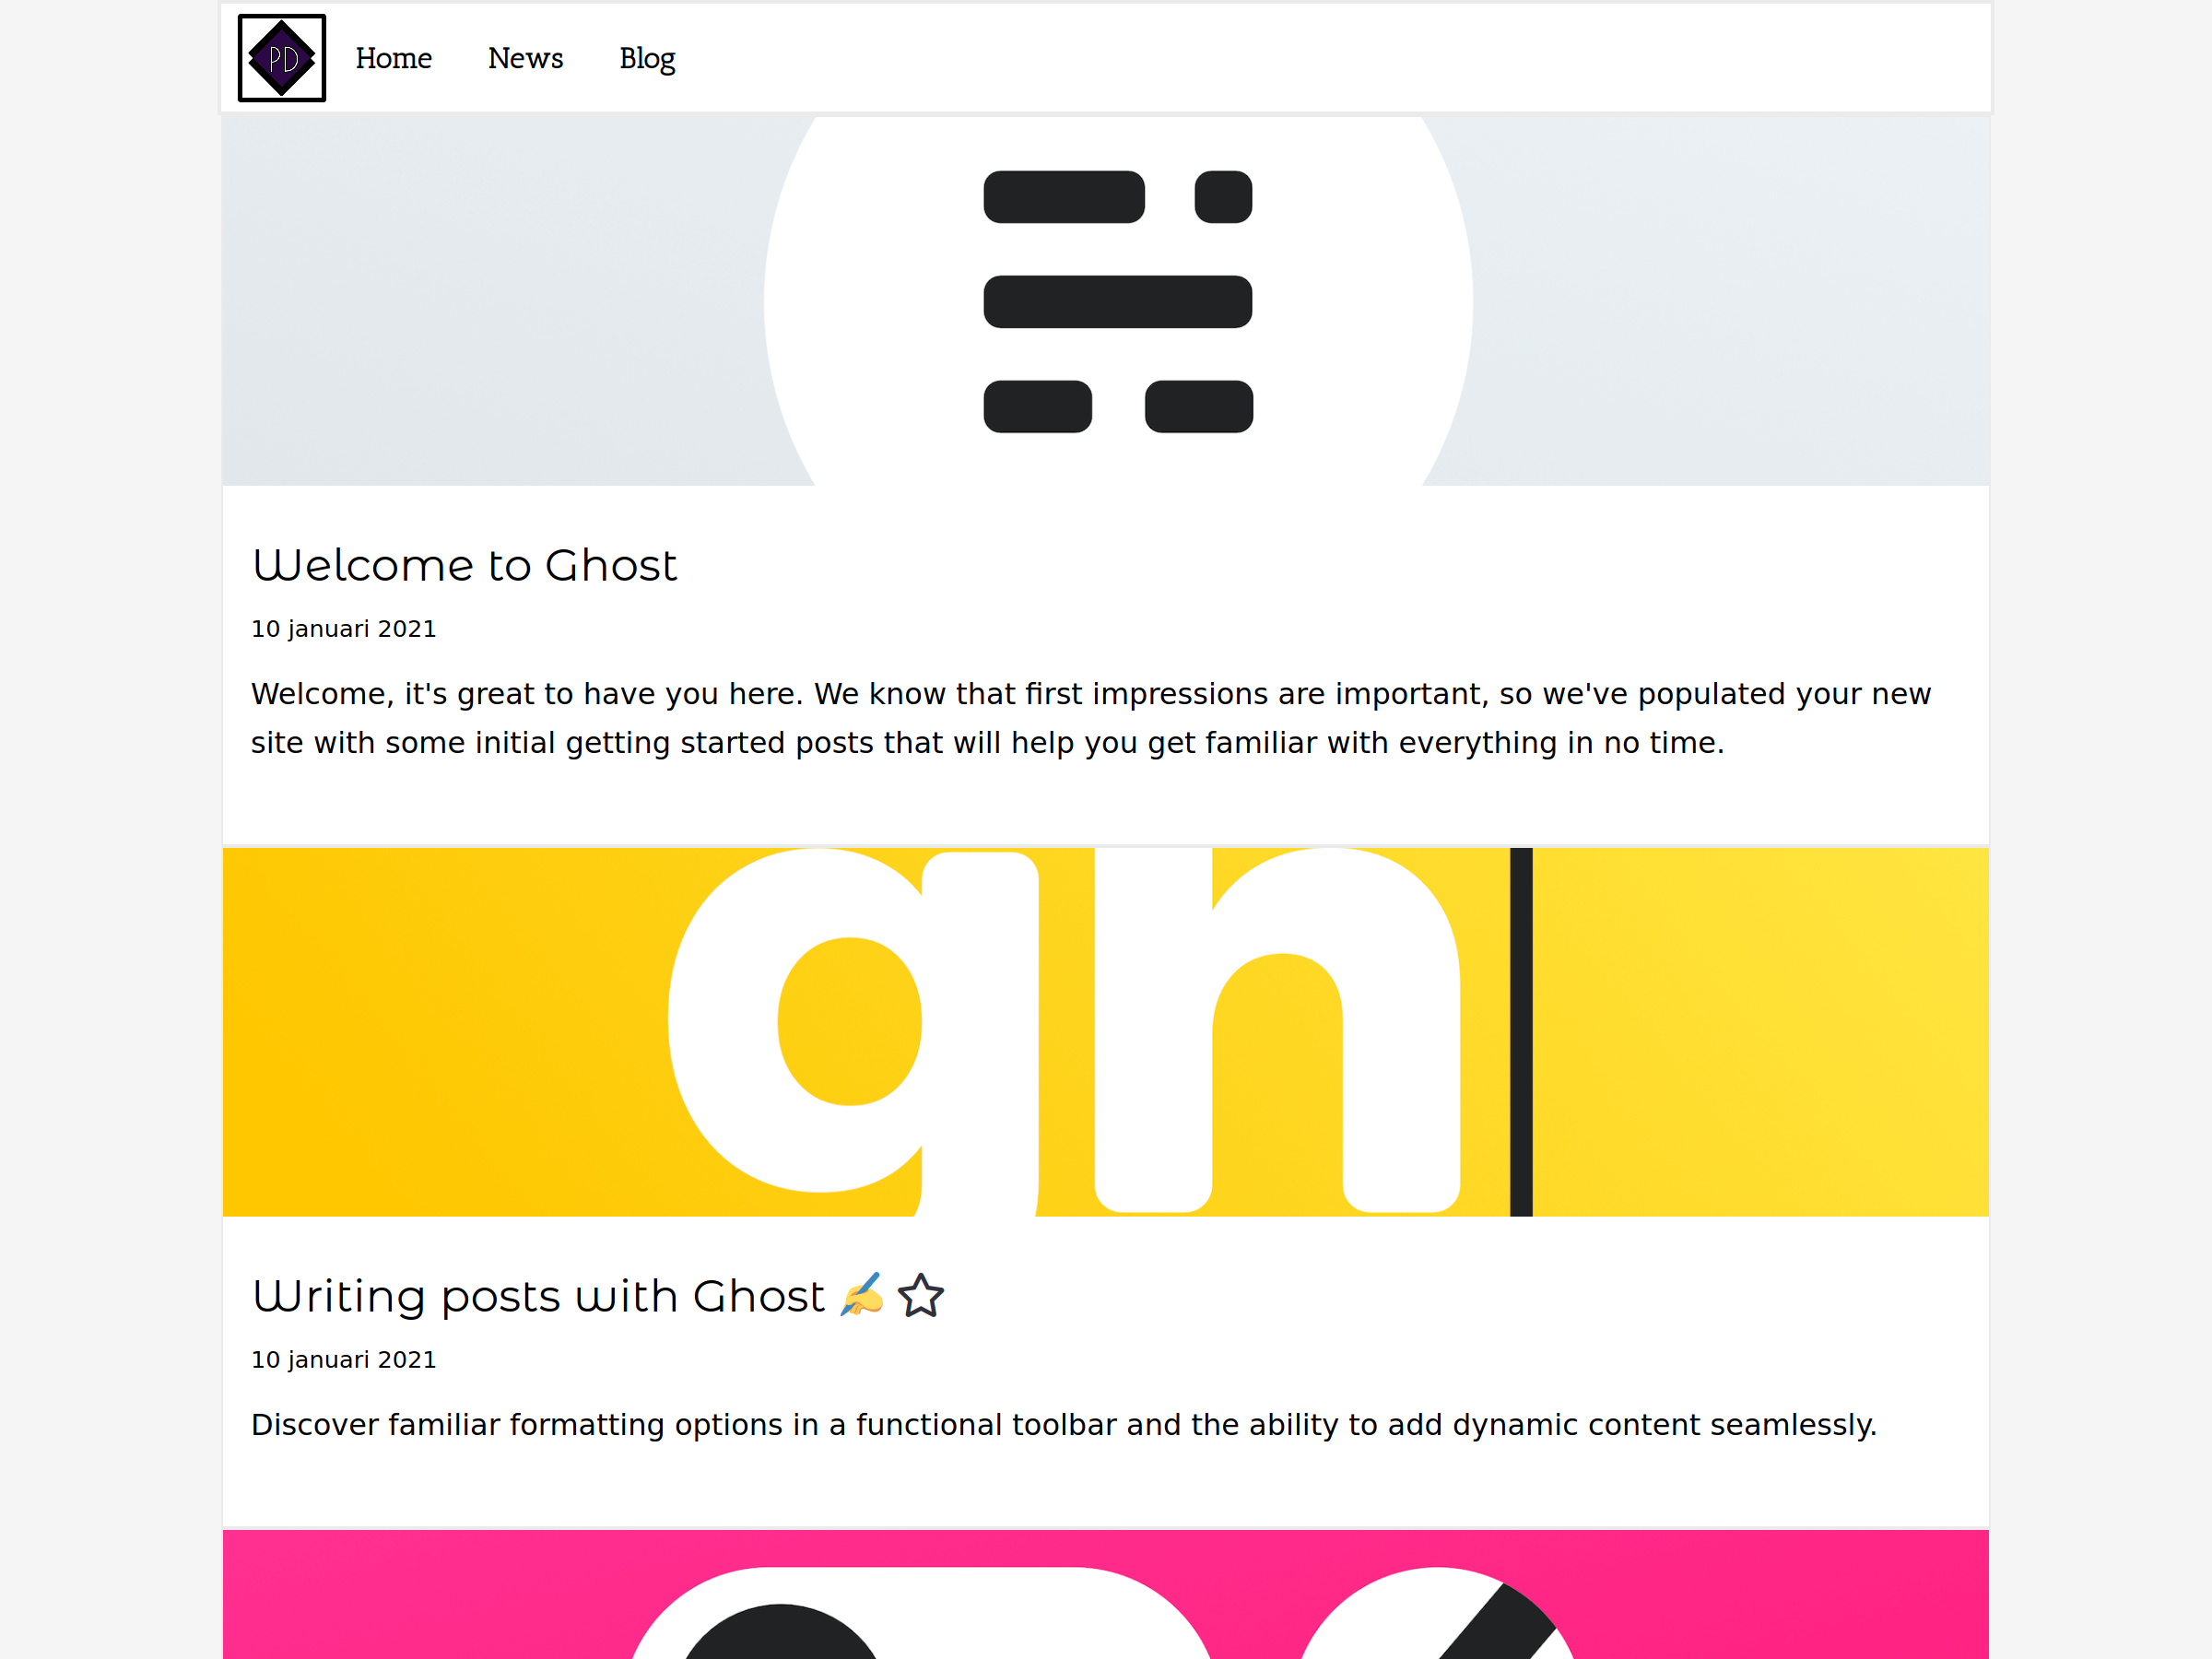 PD
Home News Blog
Welcome to Ghost
10 januari 2021
Welcome, it's great to have you here. We know that first impressions are important, so we've populated your new
site with some initial getting started posts that will help you get familiar with everything in no time.
gh
Writing posts with Ghost ✍️
10 januari 2021
Discover familiar formatting options in a functional toolbar and the ability to add dynamic content seamlessly.